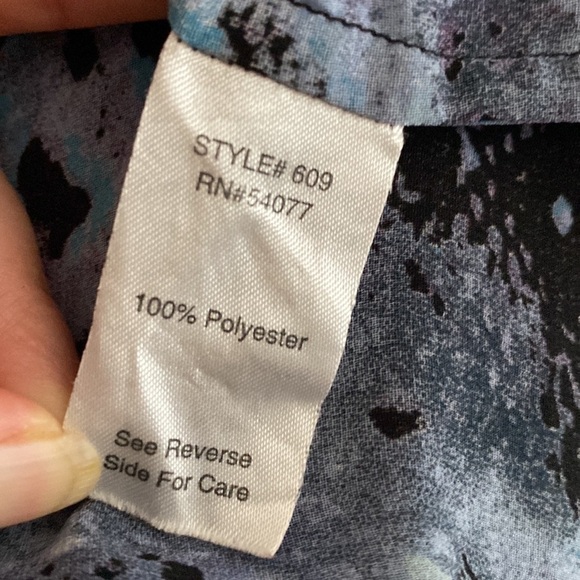 STYLE# 609
RN#54077
100% Polyester
See Reverse
Side For Care